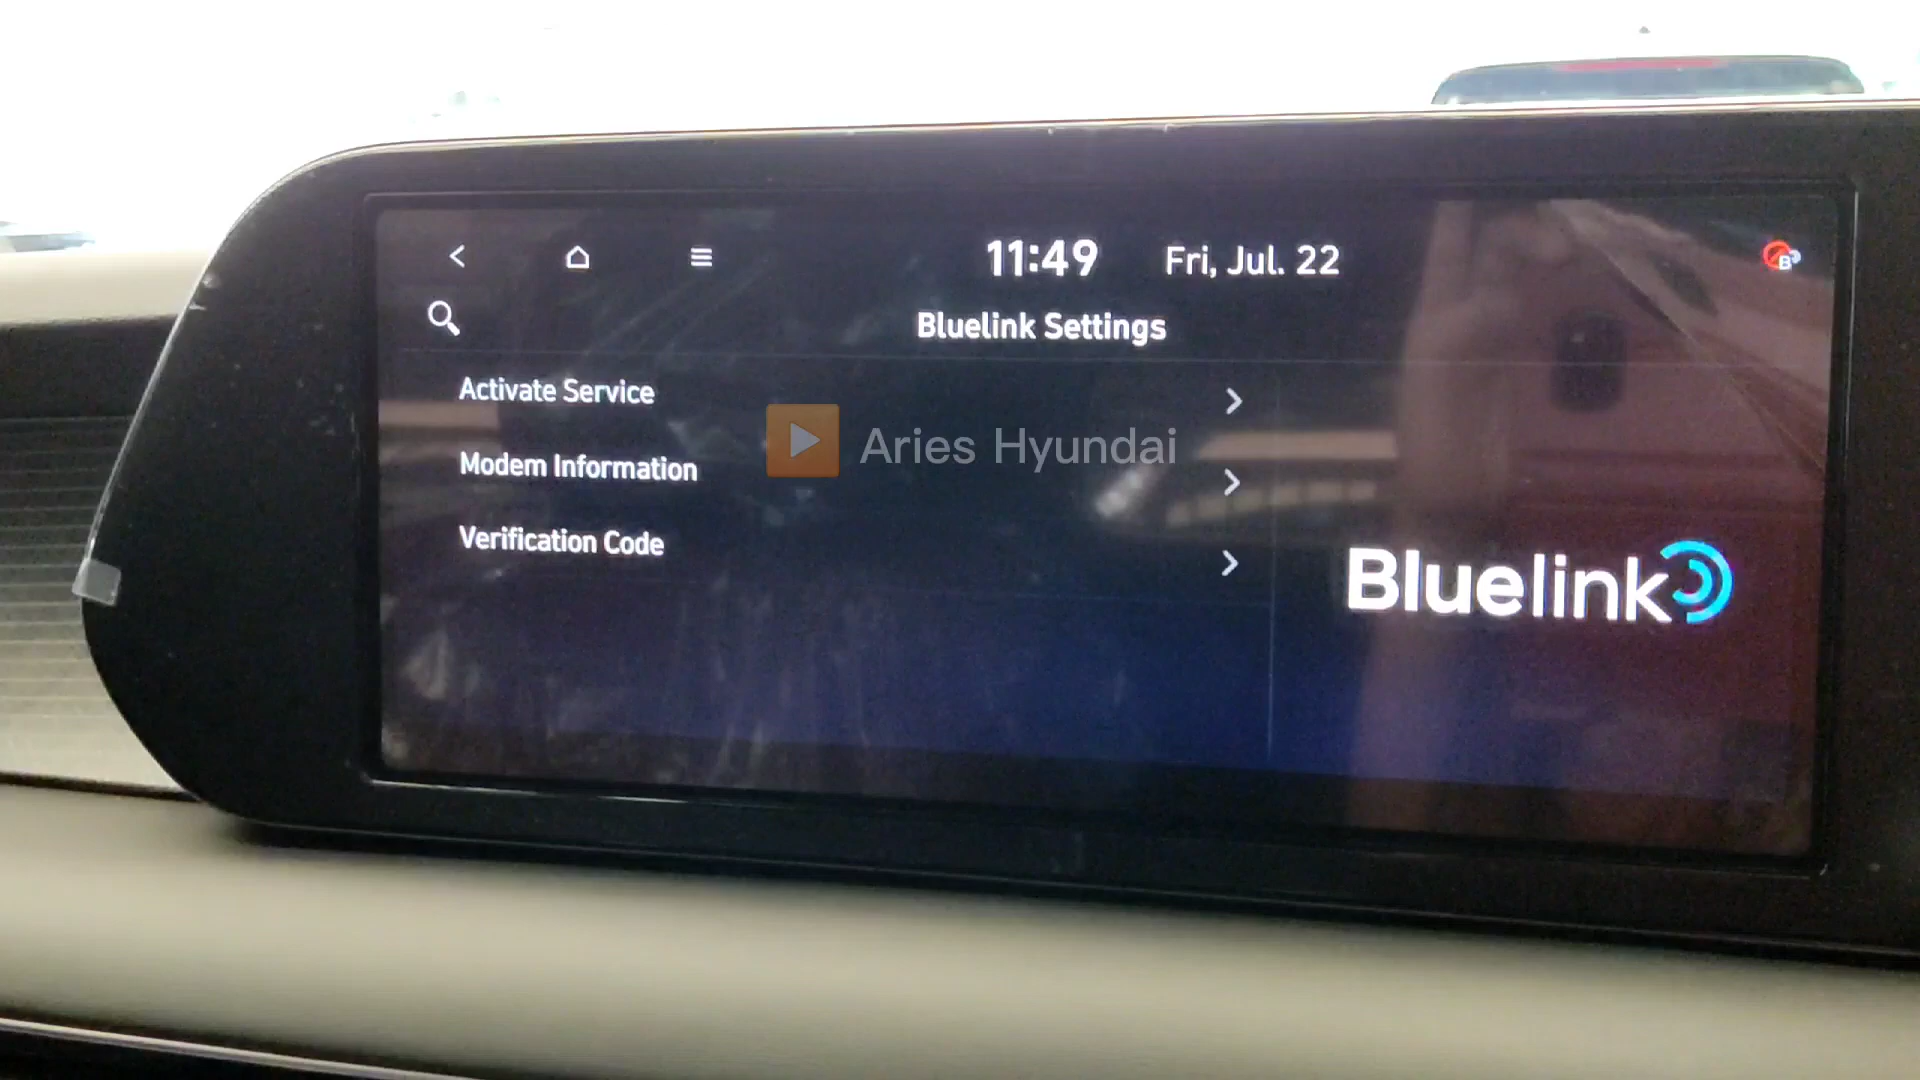 11:49 Fri, Jul. 22
Bluelink Settings
Activate Service
Aries Hyundai
Modem Information
Verification Code
Bluelink